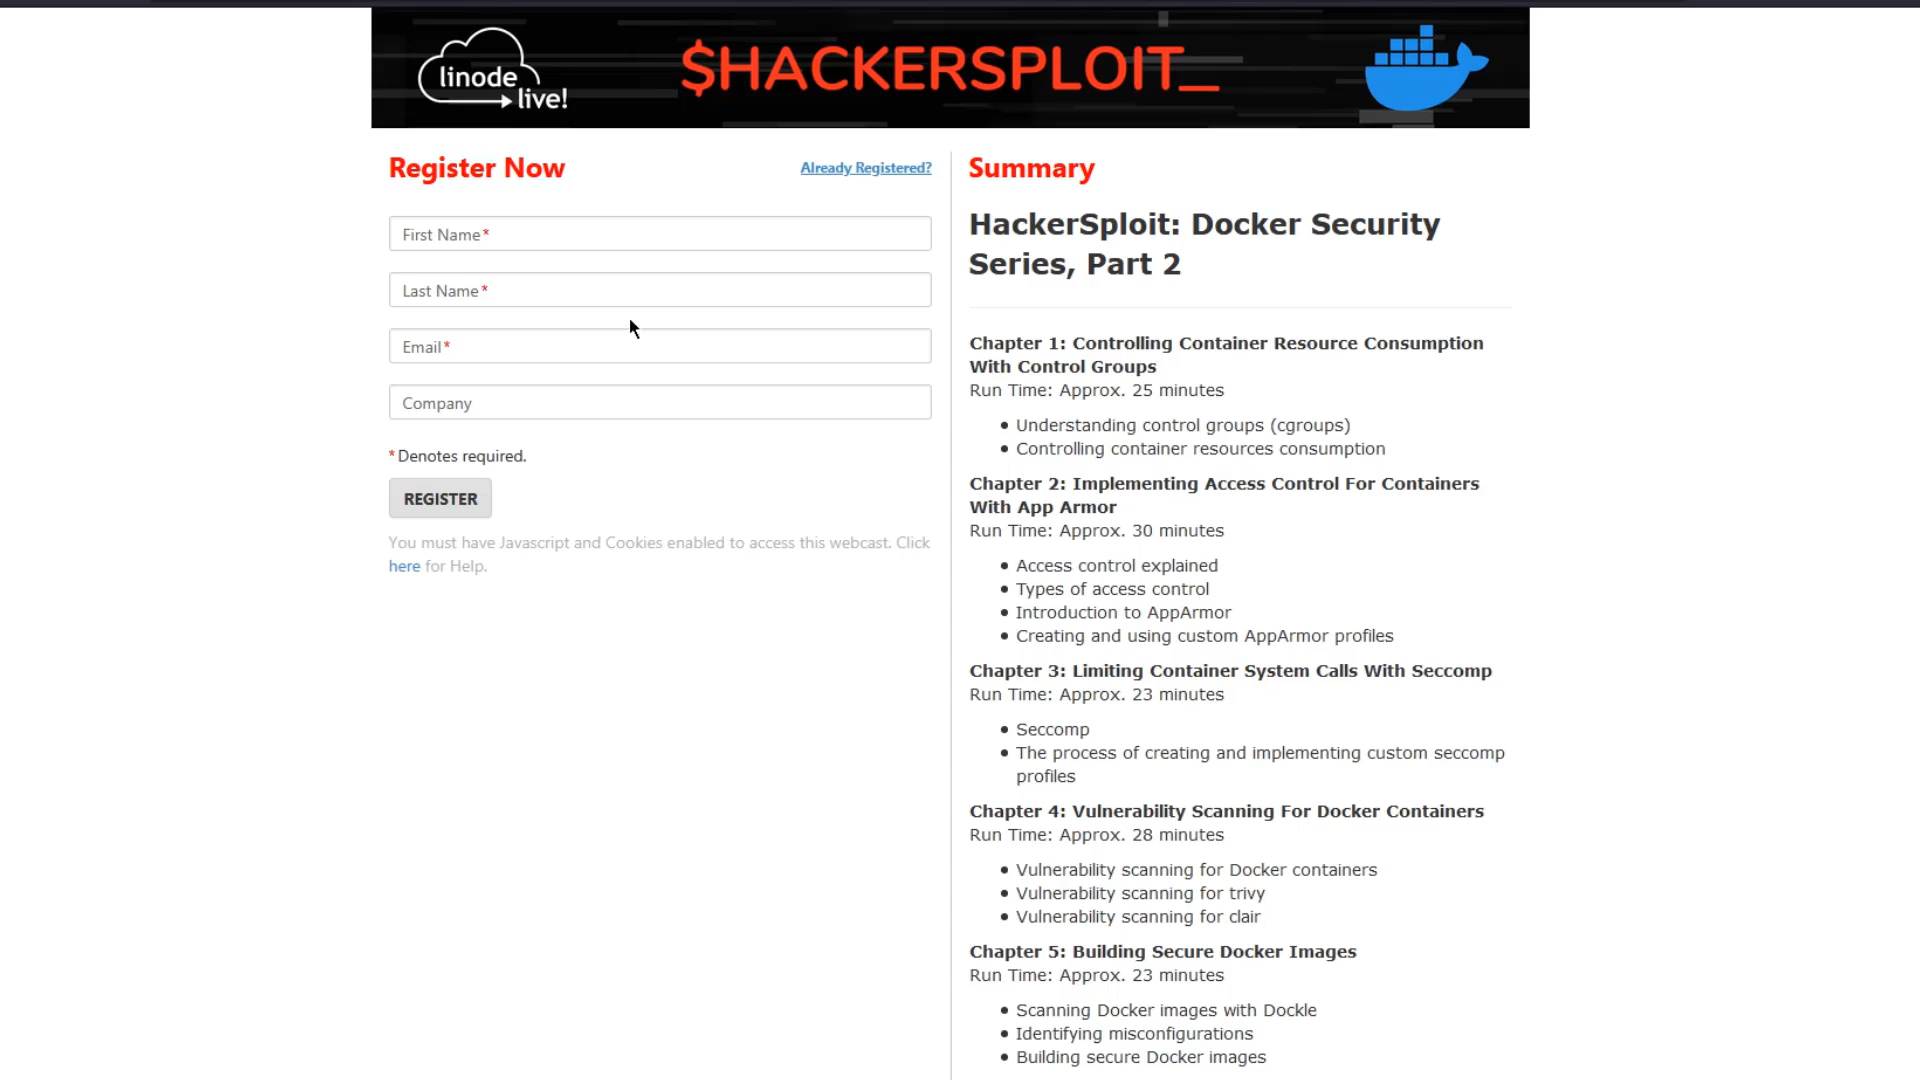 linode
live!
$HACKERSPLOIT_
Register Now
Already Registered?
First Name*
Last Name*
Email*
Company
*Denotes required.
REGISTER
You must have Javascript and Cookies enabled to access this webcast. Click
here for Help.
Summary
HackerSploit: Docker Security
Series, Part 2
Chapter 1: Controlling Container Resource Consumption
With Control Groups
Run Time: Approx. 25 minutes
• Understanding control groups (cgroups)
• Controlling container resources consumption
Chapter 2: Implementing Access Control For Containers
With App Armor
Run Time: Approx. 30 minutes
• Access control explained
• Types of access control
• Introduction to AppArmor
• Creating and using custom AppArmor profiles
Chapter 3: Limiting Container System Calls With Seccomp
Run Time: Approx. 23 minutes
• Seccomp
• The process of creating and implementing custom seccomp
profiles
Chapter 4: Vulnerability Scanning For Docker Containers
Run Time: Approx. 28 minutes
• Vulnerability scanning for Docker containers
• Vulnerability scanning for trivy
• Vulnerability scanning for clair
Chapter 5: Building Secure Docker Images
Run Time: Approx. 23 minutes
• Scanning Docker images with Dockle
• Identifying misconfigurations
• Building secure Docker images